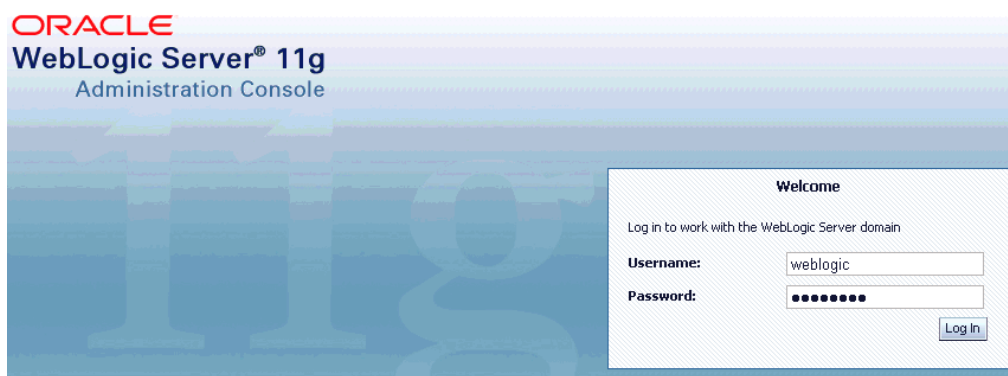 ORACLE
WebLogic Server® 11g
Administration Console
11g
Welcome
Log in to work with the WebLogic Server domain
Username: weblogic
Password: ••••••••
Log In